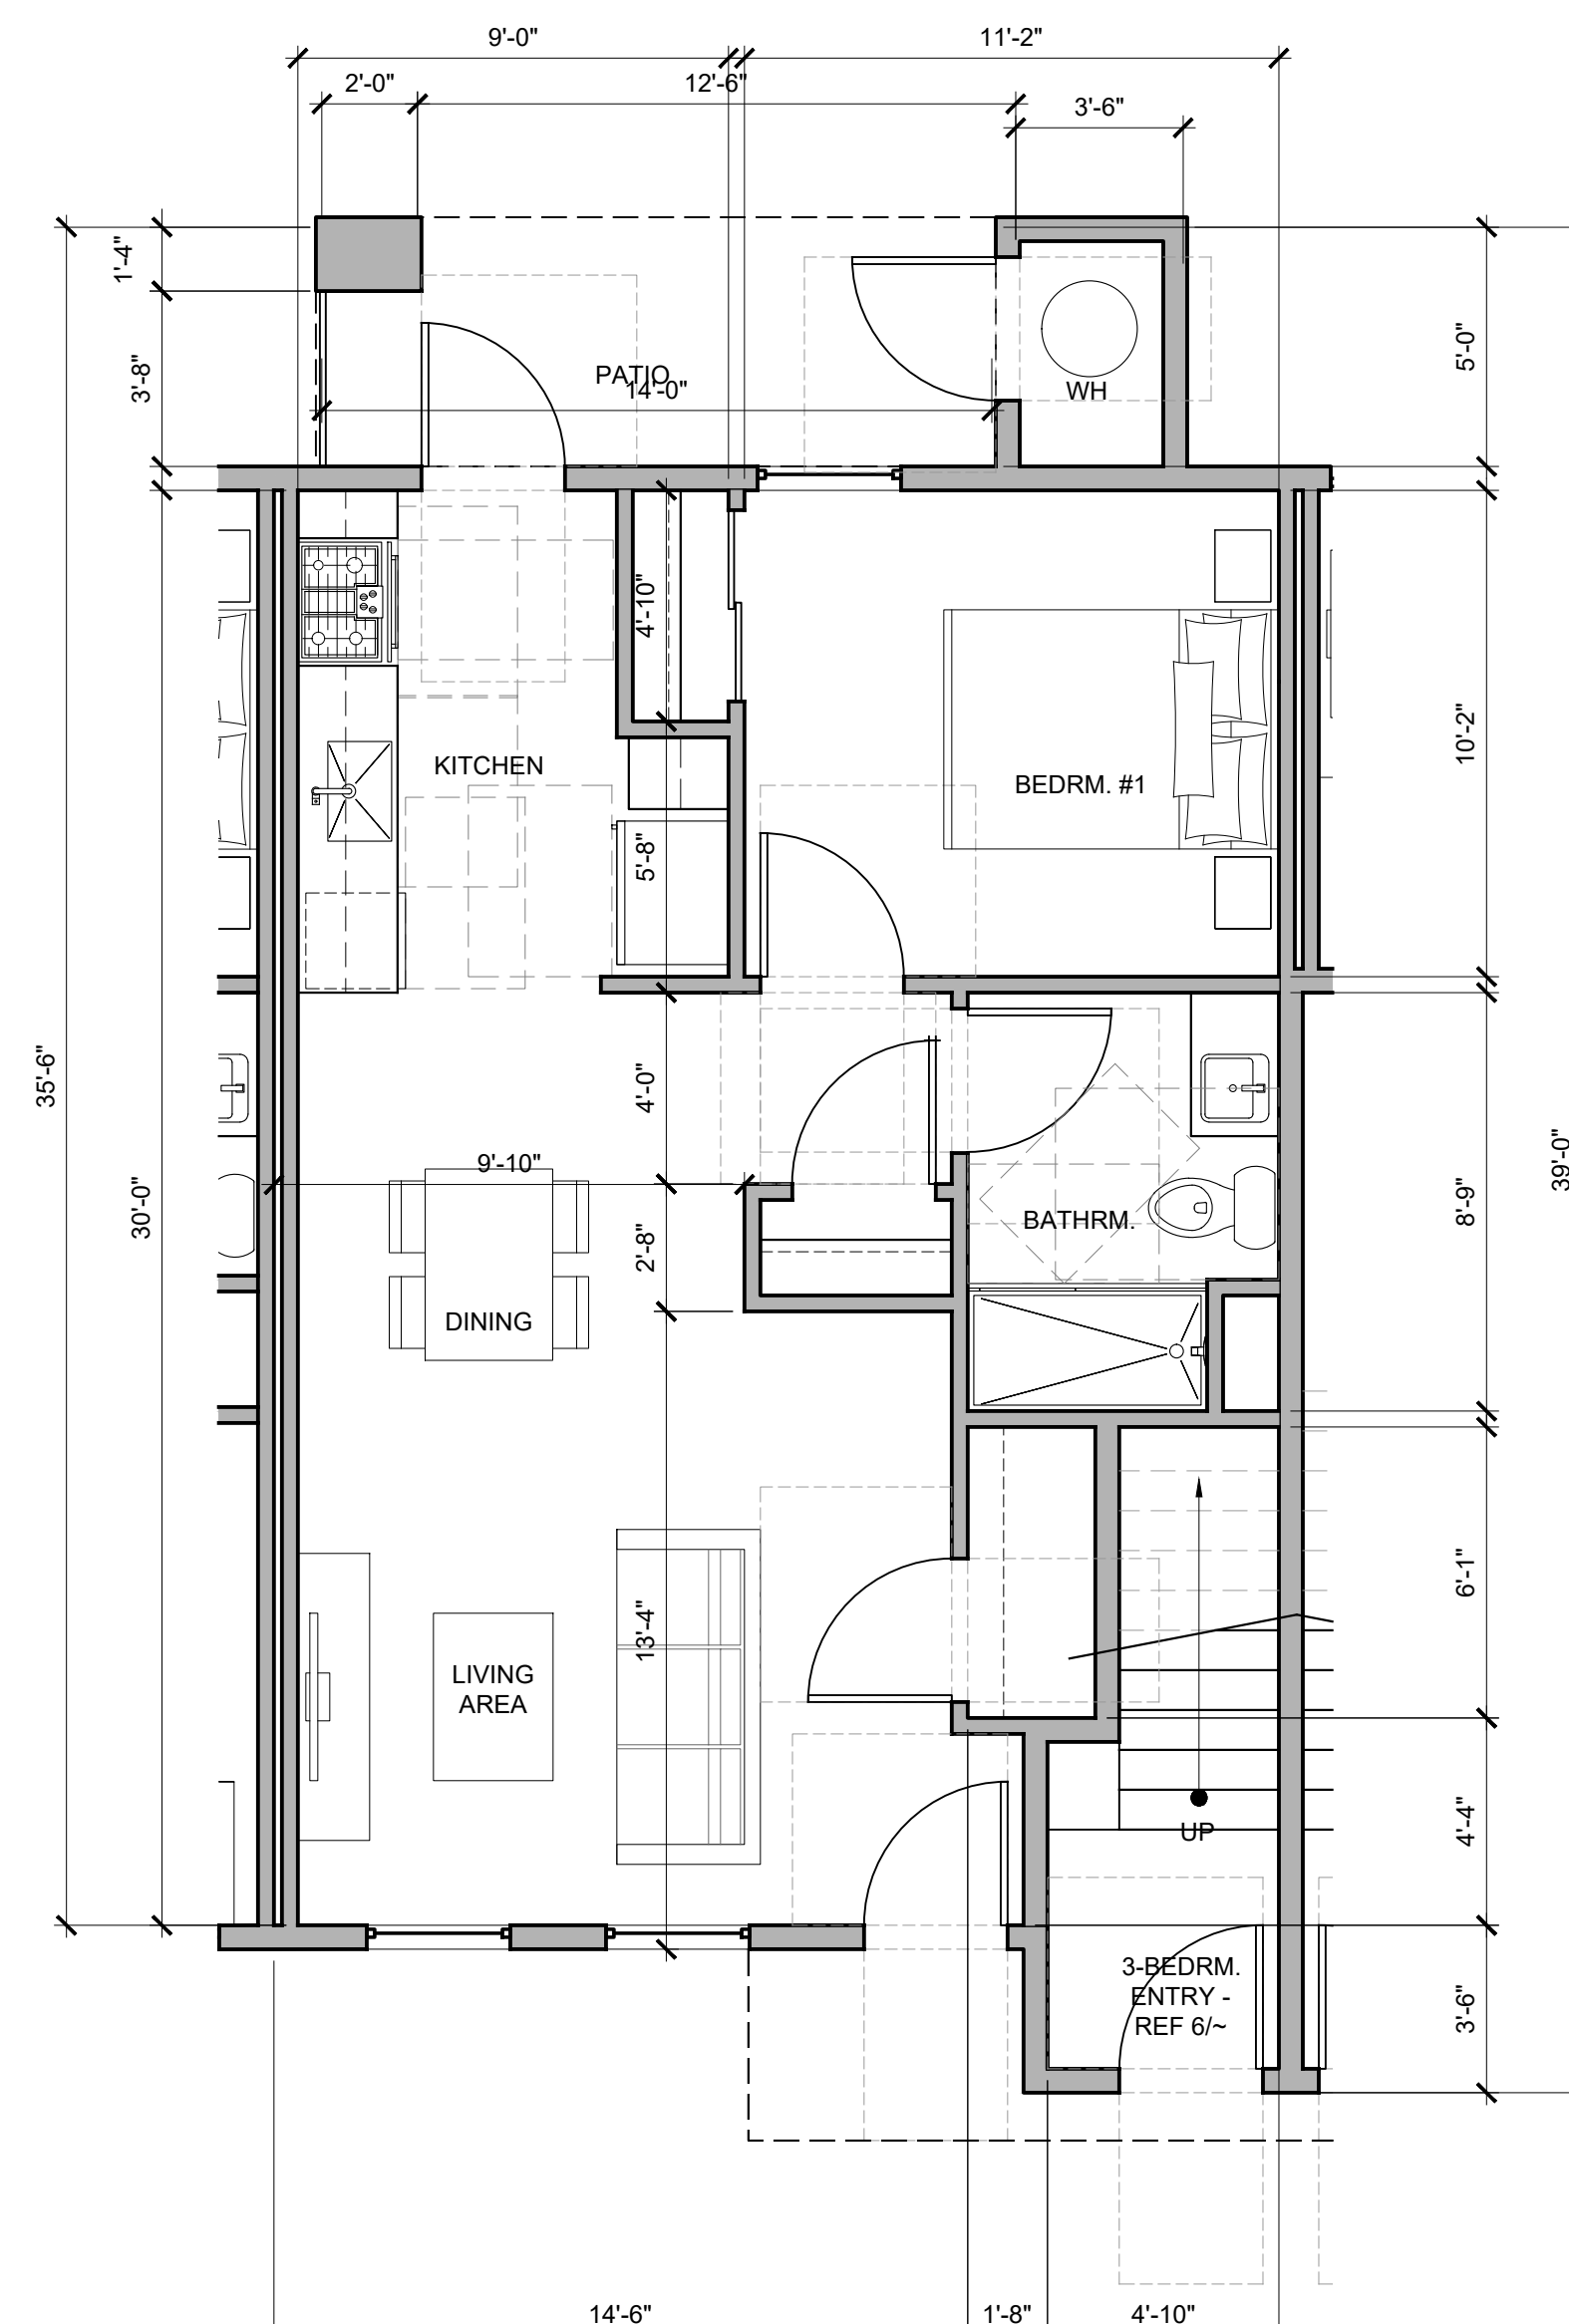 9'-0"
11'-2"
2'-0"
12'-6"
3'-6"
1'-4"
3'-8"
5'-0"
PATIO
14'-0"
WH
4'-10"
10'-2"
KITCHEN
BEDRM. #1
5'-8"
35'-6"
4'-0"
39'-0"
9'-10"
30'-0"
8'-9"
BATHRM.
2'-8"
DINING
6'-1"
13'-4"
LIVING
AREA
4'-4"
UP
3-BEDRM.
ENTRY -
REF 6/~
3'-6"
14'-6"
1'-8"
4'-10"